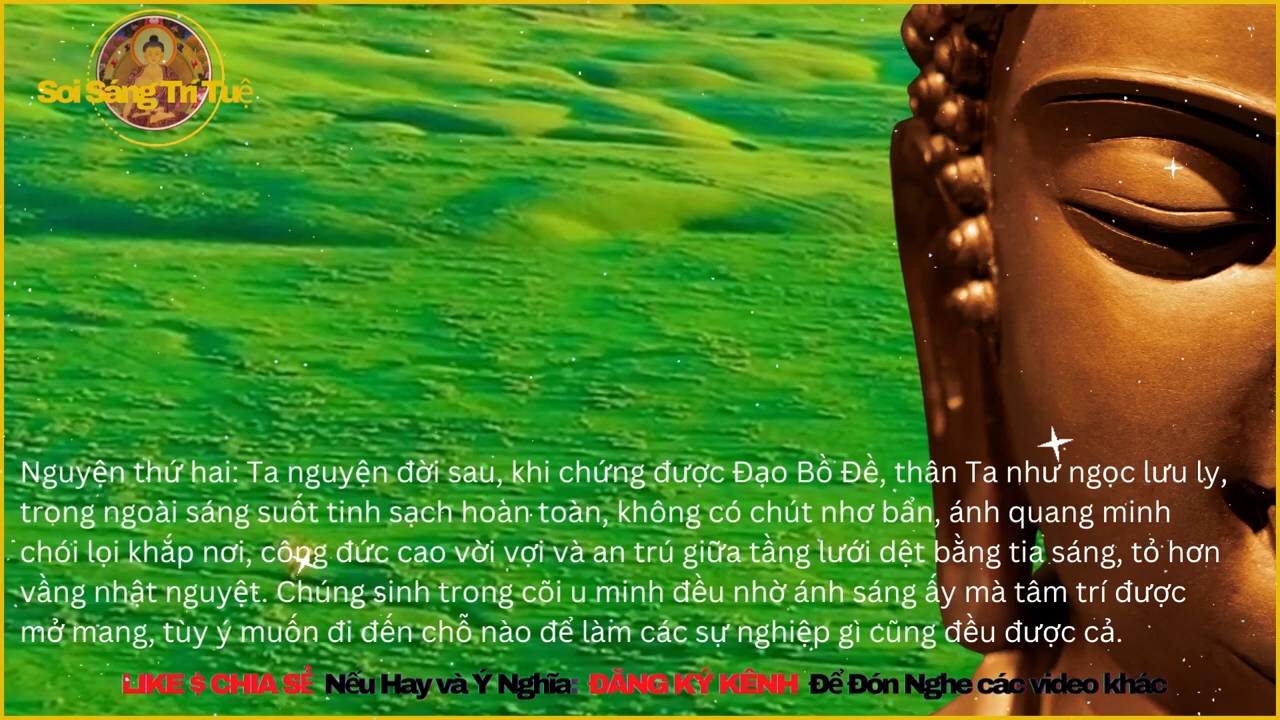 Soi Sáng Trí Tuệ
Nguyện thứ hai: Ta nguyện đời sau, khi chứng được Đạo Bồ Đề, thân Ta như ngọc lưu ly,
trong ngoài sáng suốt tinh sạch hoàn toàn, không có chút nhơ bẩn, ánh quang minh
chói lọi khắp nơi, công đức cao vời vợi và an trú giữa tầng lưới dệt bằng tia sáng, tỏ hơn
vầng nhật nguyệt. Chúng sinh trong cõi u minh đều nhờ ánh sáng ấy mà tâm trí được
mở mang, tùy ý muốn đi đến chỗ nào để làm các sự nghiệp gì cũng đều được cả.
LIKE $ CHIA SẺ Nếu Hay và Ý Nghĩa: ĐĂNG KÝ KÊNH Để Đón Nghe các video khác